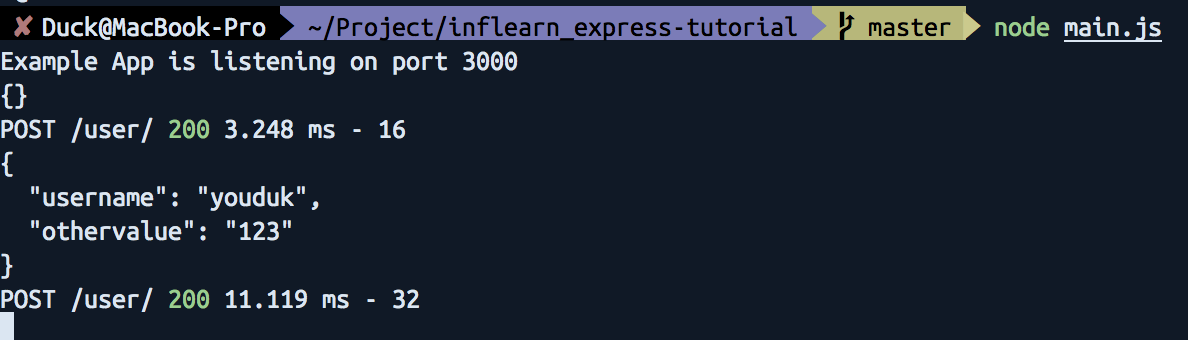 ✘ Duck@MacBook-Pro ~/Project/inflearn_express-tutorial master node main.js
Example App is listening on port 3000
{}
POST /user/ 200 3.248 ms - 16
{
  "username": "youduk",
  "othervalue": "123"
}
POST /user/ 200 11.119 ms - 32